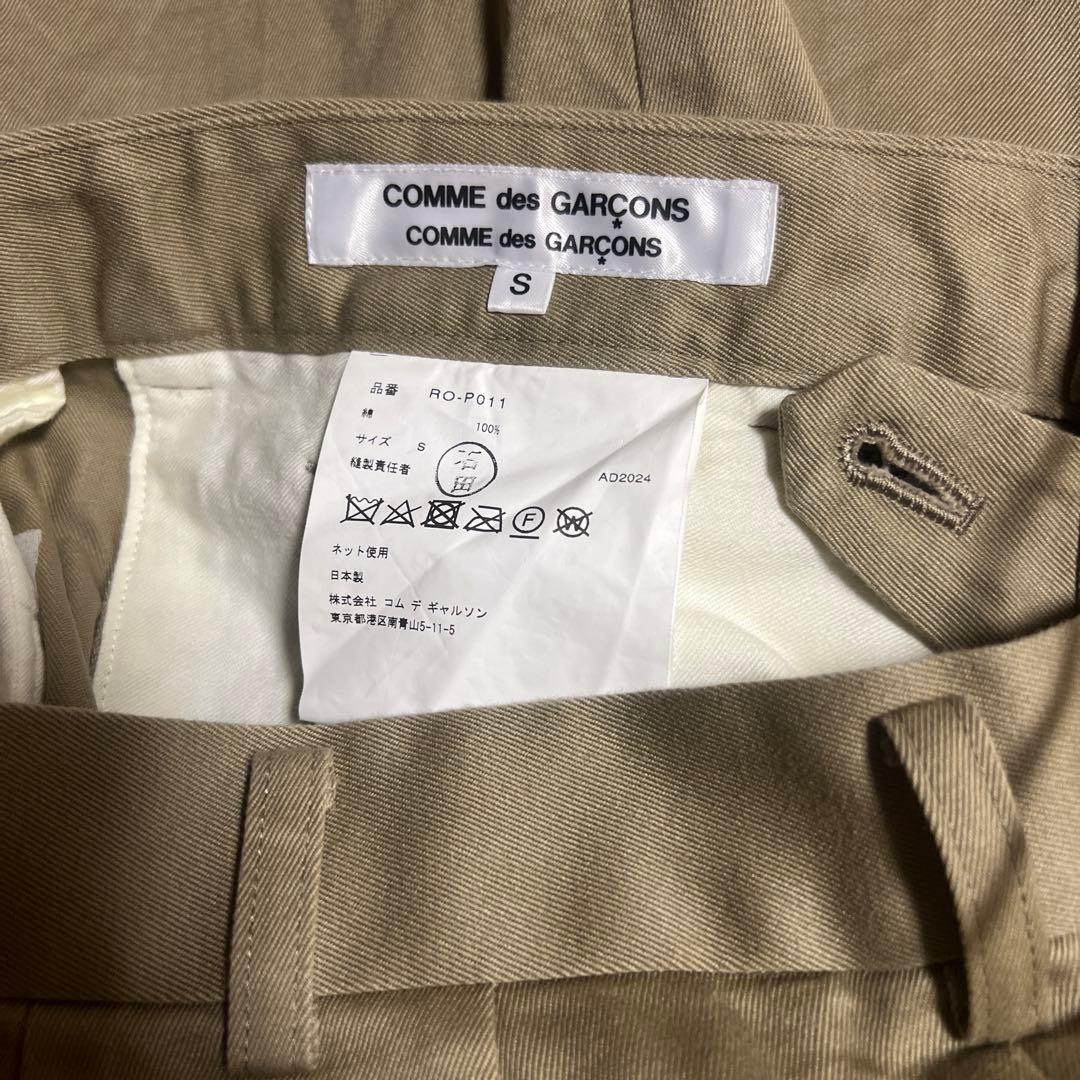 COMME des GARÇONS
COMME des GARÇONS
S
品番 RO-P011
綿 100%
サイズ S
縫製責任者 AD2024
F W
ネット使用
日本製
株式会社 コム デ ギャルソン
東京都港区南青山5-11-5